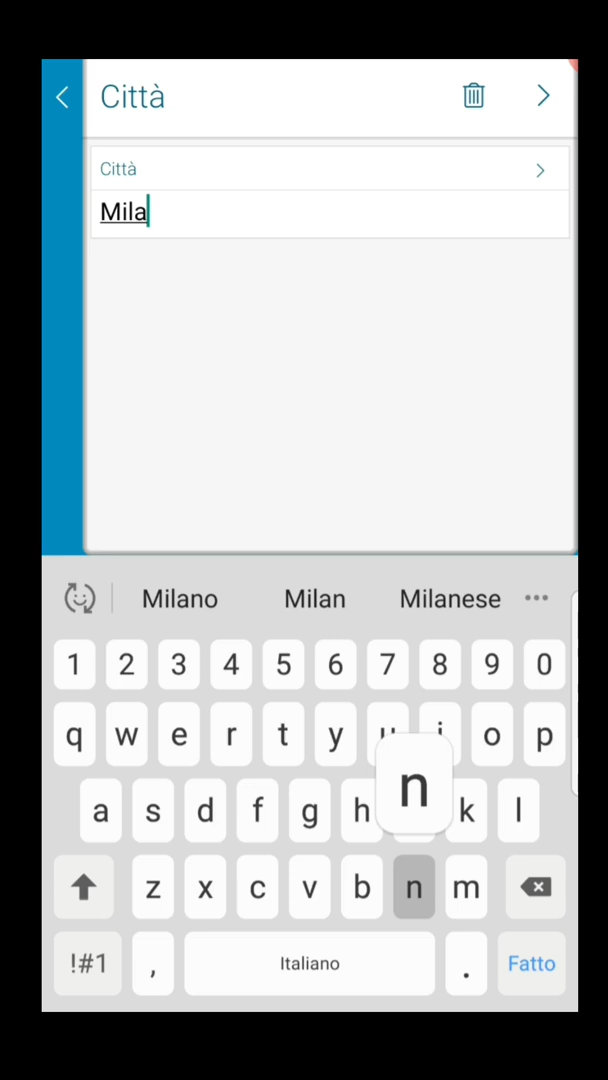 Città
Città
Mila
Milano Milan Milanese
1 2 3 4 5 6 7 8 9 0
q w e r t y u i o p
n
a s d f g h k l
z x c v b n m
!#1 , Italiano . Fatto